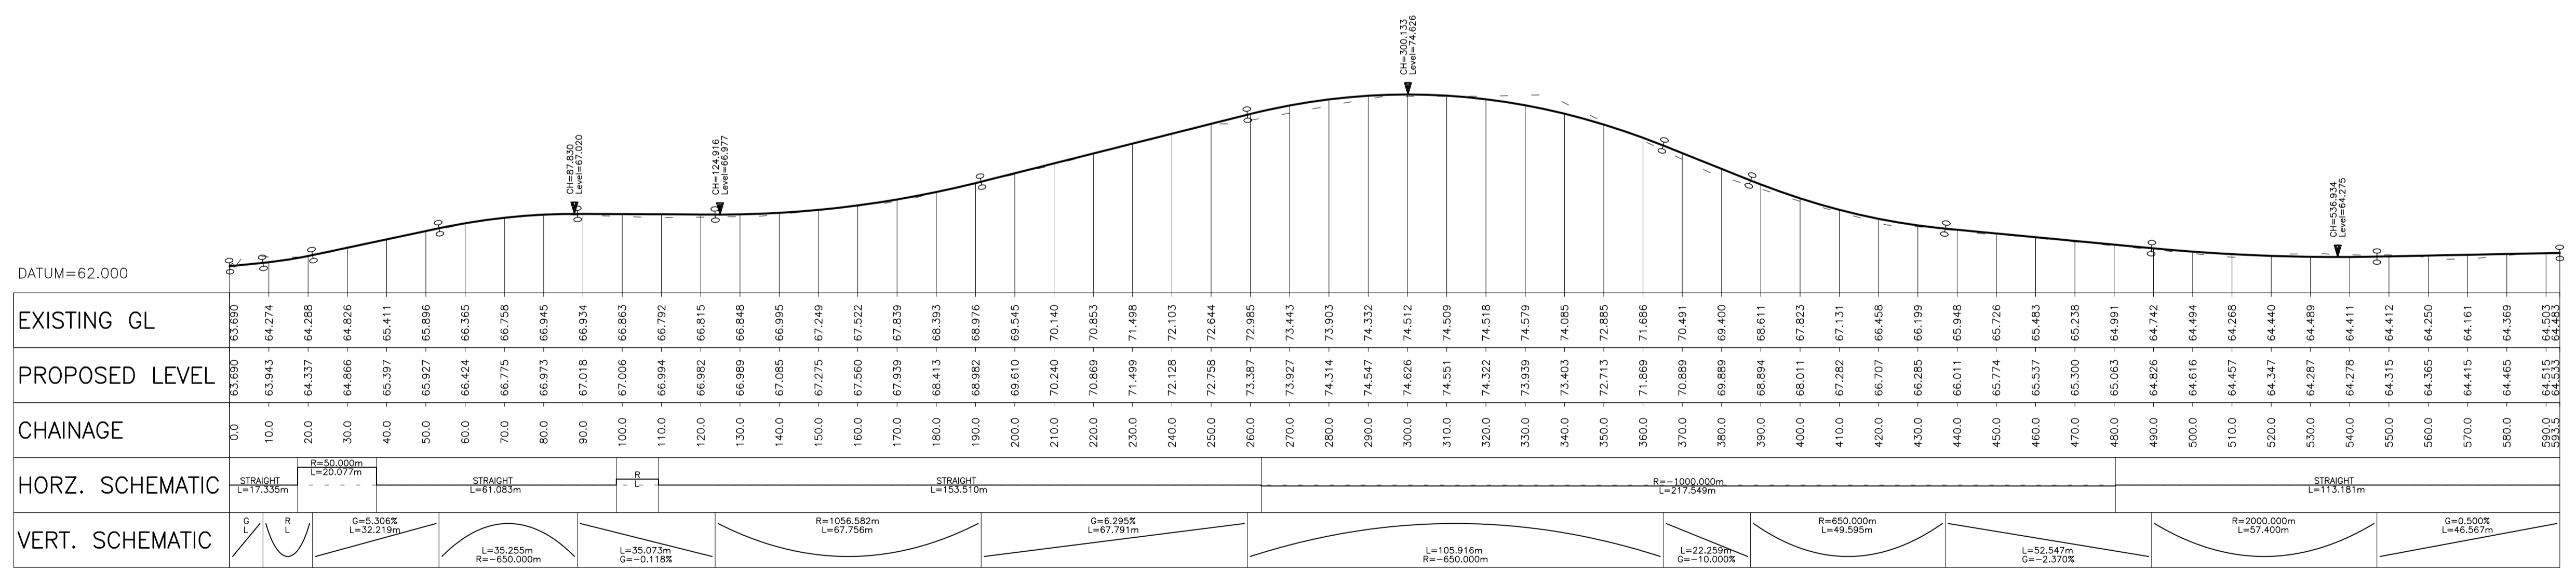 CH=300.133
Level=74.626
CH=87.830
Level=67.020
CH=124.916
Level=66.977
CH=536.934
Level=64.275
DATUM=62.000
EXISTING GL 63.690 64.274 64.288 64.826 65.411 65.896 66.365 66.758 66.945 66.934 66.863 66.792 66.815 66.848 66.995 67.249 67.522 67.839 68.393 68.976 69.545 70.140 70.853 71.498 72.103 72.644 72.985 73.443 73.903 74.332 74.512 74.509 74.518 74.579 74.085 72.885 71.686 70.491 69.400 68.611 67.823 67.131 66.458 66.199 65.948 65.726 65.483 65.238 64.991 64.742 64.494 64.268 64.440 64.489 64.411 64.412 64.250 64.161 64.369 64.503 64.483
PROPOSED LEVEL 63.690 63.943 64.337 64.866 65.397 65.927 66.424 66.775 66.973 67.018 67.006 66.994 66.982 66.989 67.085 67.275 67.560 67.939 68.413 68.982 69.610 70.240 70.869 71.499 72.128 72.758 73.387 73.927 74.314 74.547 74.626 74.551 74.322 73.939 73.403 72.713 71.869 70.889 69.889 68.894 68.011 67.282 66.707 66.285 66.011 65.774 65.537 65.300 65.063 64.826 64.616 64.457 64.347 64.287 64.278 64.315 64.365 64.415 64.465 64.515 64.533
CHAINAGE 0.0 10.0 20.0 30.0 40.0 50.0 60.0 70.0 80.0 90.0 100.0 110.0 120.0 130.0 140.0 150.0 160.0 170.0 180.0 190.0 200.0 210.0 220.0 230.0 240.0 250.0 260.0 270.0 280.0 290.0 300.0 310.0 320.0 330.0 340.0 350.0 360.0 370.0 380.0 390.0 400.0 410.0 420.0 430.0 440.0 450.0 460.0 470.0 480.0 490.0 500.0 510.0 520.0 530.0 540.0 550.0 560.0 570.0 580.0 590.0 593.5
HORZ. SCHEMATIC
STRAIGHT
L=17.335m
R=50.000m
L=20.077m
STRAIGHT
L=61.083m
R
L
STRAIGHT
L=153.510m
R=-1000.000m
L=217.549m
STRAIGHT
L=113.181m
VERT. SCHEMATIC
G
L
R
L
G=5.306%
L=32.219m
L=35.255m
R=-650.000m
L=35.073m
G=-0.118%
R=1056.582m
L=67.756m
G=6.295%
L=67.791m
L=105.916m
R=-650.000m
L=22.259m
G=-10.000%
R=650.000m
L=49.595m
L=52.547m
G=-2.370%
R=2000.000m
L=57.400m
G=0.500%
L=46.567m